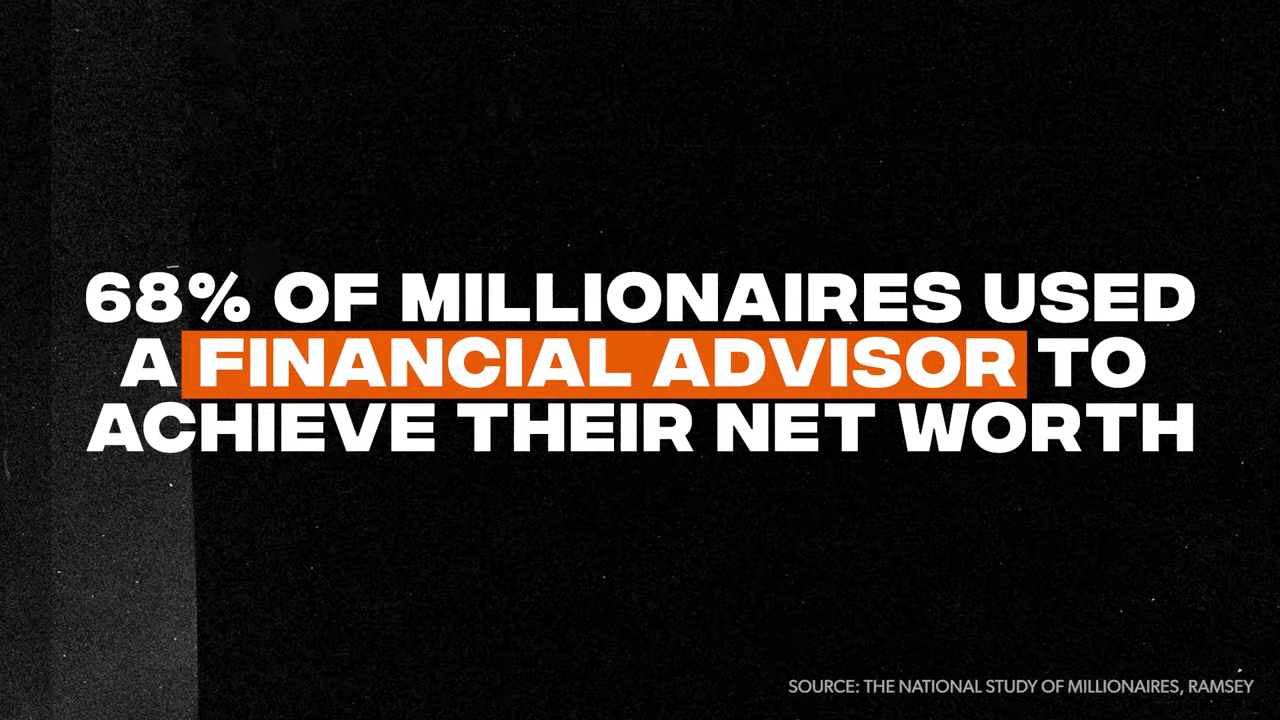 68% OF MILLIONAIRES USED
A FINANCIAL ADVISOR TO
ACHIEVE THEIR NET WORTH
SOURCE: THE NATIONAL STUDY OF MILLIONAIRES, RAMSEY